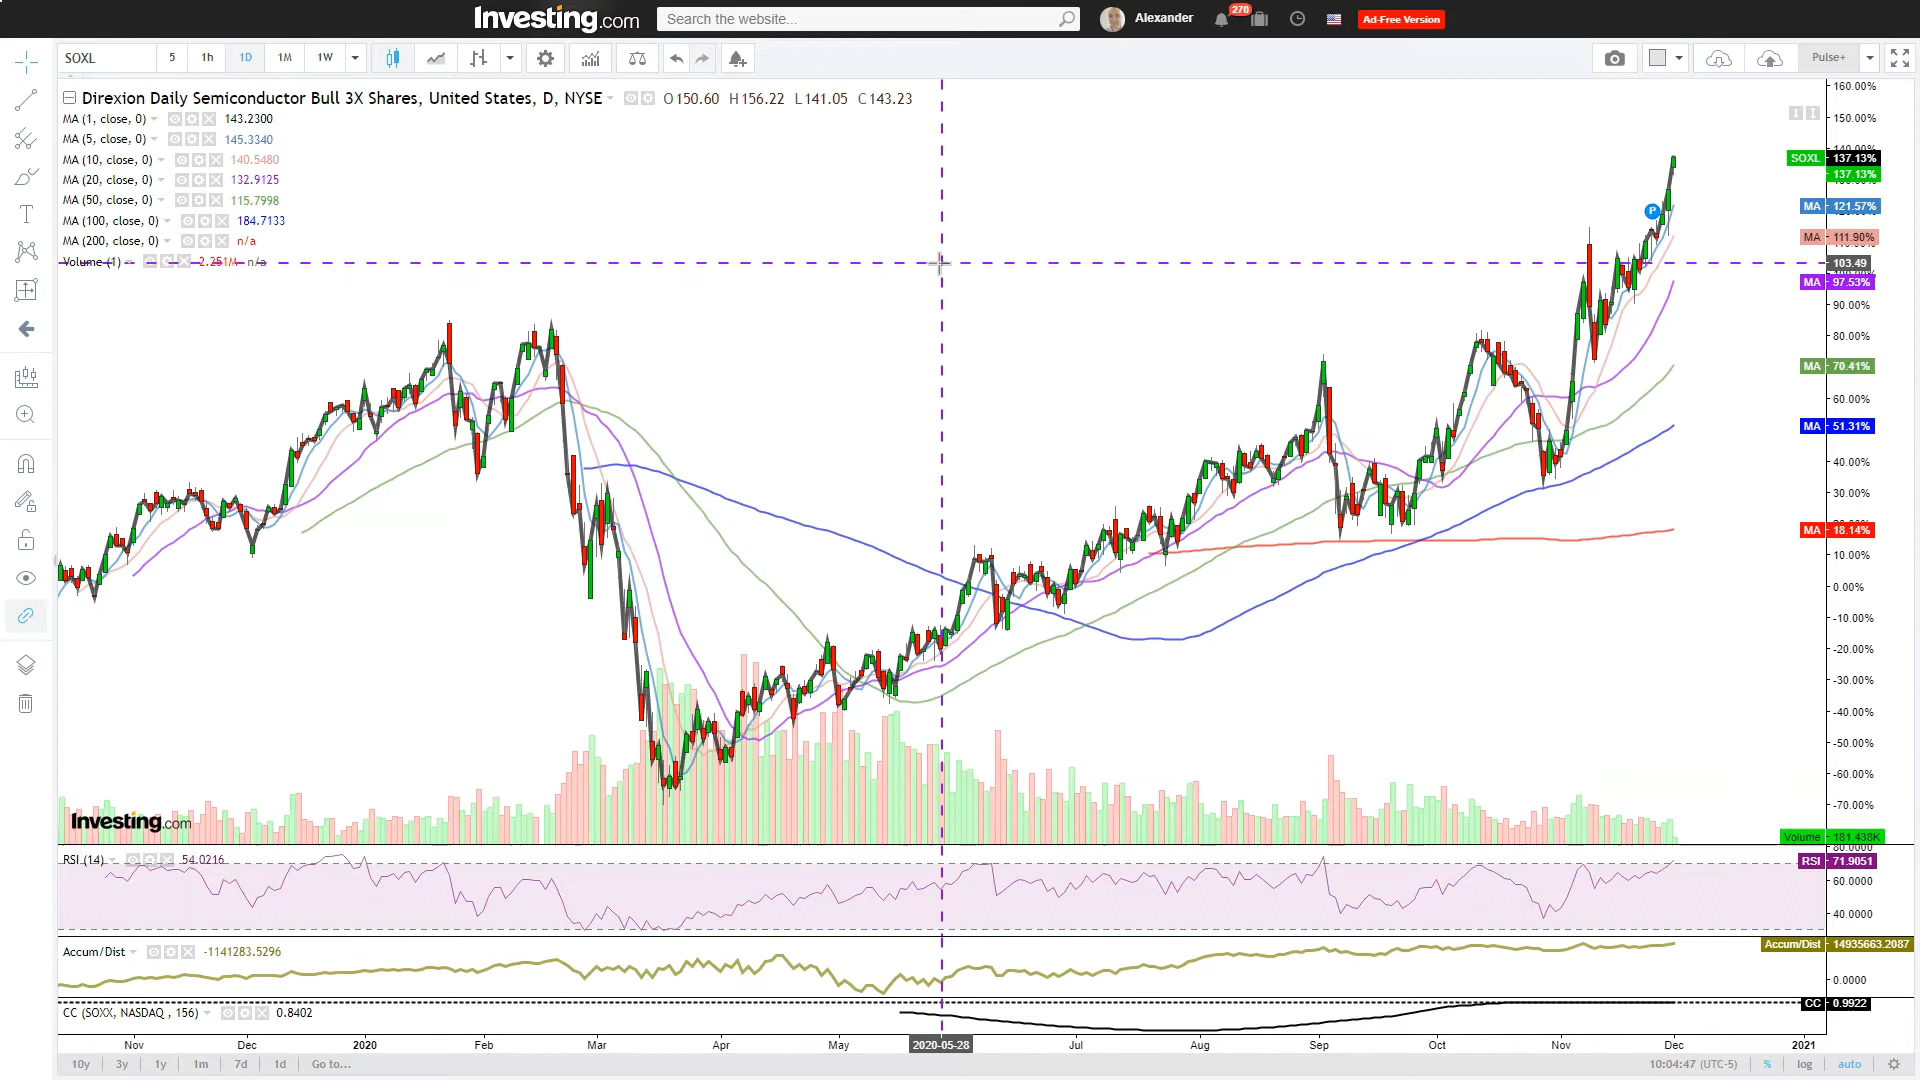 Investing.com
Search the website...
Alexander
270
Ad-Free Version
SOXL 5 1h 1D 1M 1W
Pulse+
Direxion Daily Semiconductor Bull 3X Shares, United States, D, NYSE O150.60 H156.22 L141.05 C143.23
MA (1, close, 0) 143.2300
MA (5, close, 0) 145.3340
MA (10, close, 0) 140.5480
MA (20, close, 0) 132.9125
MA (50, close, 0) 115.7998
MA (100, close, 0) 184.7133
MA (200, close, 0) n/a
Volume (1) 2.251M n/a
P
160.00%
150.00%
140.00%
SOXL 137.13%
137.13%
MA 121.57%
MA 111.90%
103.49
MA 97.53%
90.00%
80.00%
MA 70.41%
60.00%
MA 51.31%
40.00%
30.00%
MA 18.14%
10.00%
0.00%
-10.00%
-20.00%
-30.00%
-40.00%
-50.00%
-60.00%
-70.00%
Investing.com
Volume 181.438K
80.0000
RSI (14) 54.0216
RSI 71.9051
60.0000
40.0000
Accum/Dist -1141283.5296
Accum/Dist 14935663.2087
0.0000
CC (SOXX, NASDAQ , 156) 0.8402
CC 0.9922
Nov Dec 2020 Feb Mar Apr May 2020-05-28 Jul Aug Sep Oct Nov Dec 2021
10y 3y 1y 1m 7d 1d Go to...
10:04:47 (UTC-5) % log auto